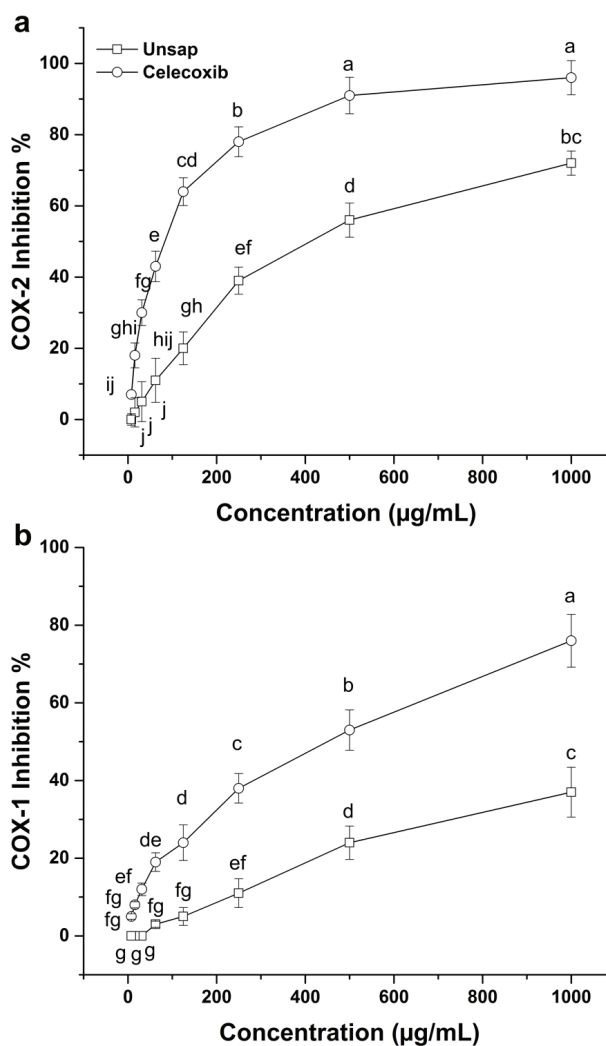 a
Unsap
Celecoxib
a
a
b
bc
cd
d
e
ef
fg
gh
ghi
hij
ij
j
j
j
100
80
60
40
20
0
COX-2 Inhibition %
0 200 400 600 800 1000
Concentration (µg/mL)
b
a
b
c
c
d
d
de
ef
ef
fg
fg
fg
fg
g
g
g
100
80
60
40
20
0
COX-1 Inhibition %
0 200 400 600 800 1000
Concentration (µg/mL)